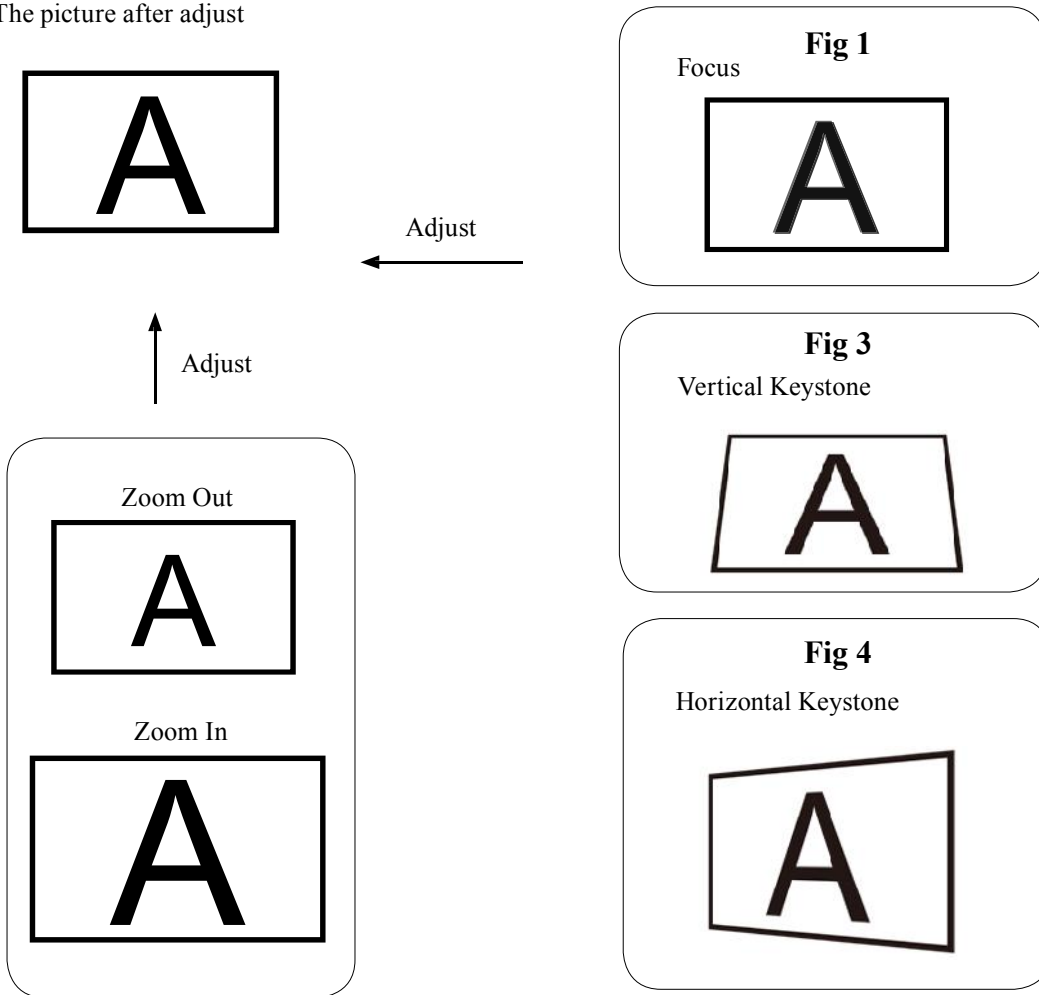 The picture after adjust
A
Adjust
Adjust
Zoom Out
A
Zoom In
A
Fig 1
Focus
A
Fig 3
Vertical Keystone
A
Fig 4
Horizontal Keystone
A